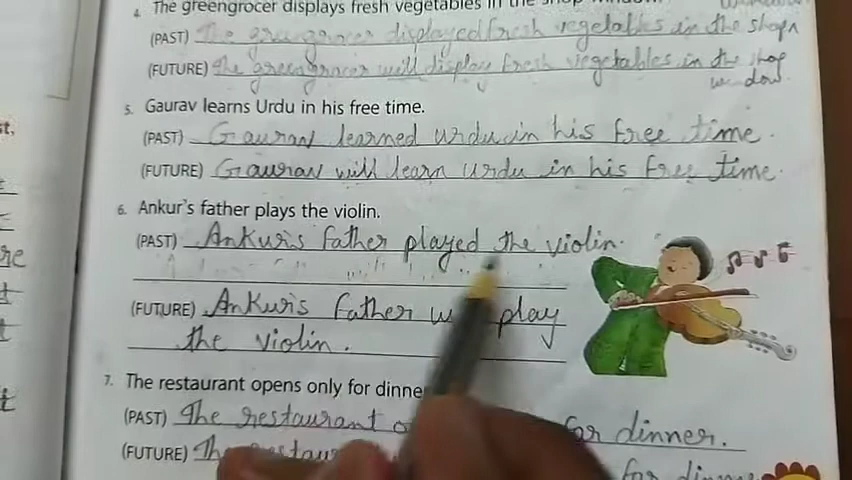 4. The greengrocer displays fresh vegetables in the shop window.
(PAST) The greengrocer displayed fresh vegetables in the shop
(FUTURE) The greengrocer will display fresh vegetables in the shop
window.
5. Gaurav learns Urdu in his free time.
(PAST) Gaurav learned urdu in his free time.
(FUTURE) Gaurav will learn urdu in his free time.
6. Ankur's father plays the violin.
(PAST) Ankur's father played the violin.
(FUTURE) Ankur's father play
the violin.
7. The restaurant opens only for dinner
(PAST) The restaurant for dinner.
(FUTURE) The for